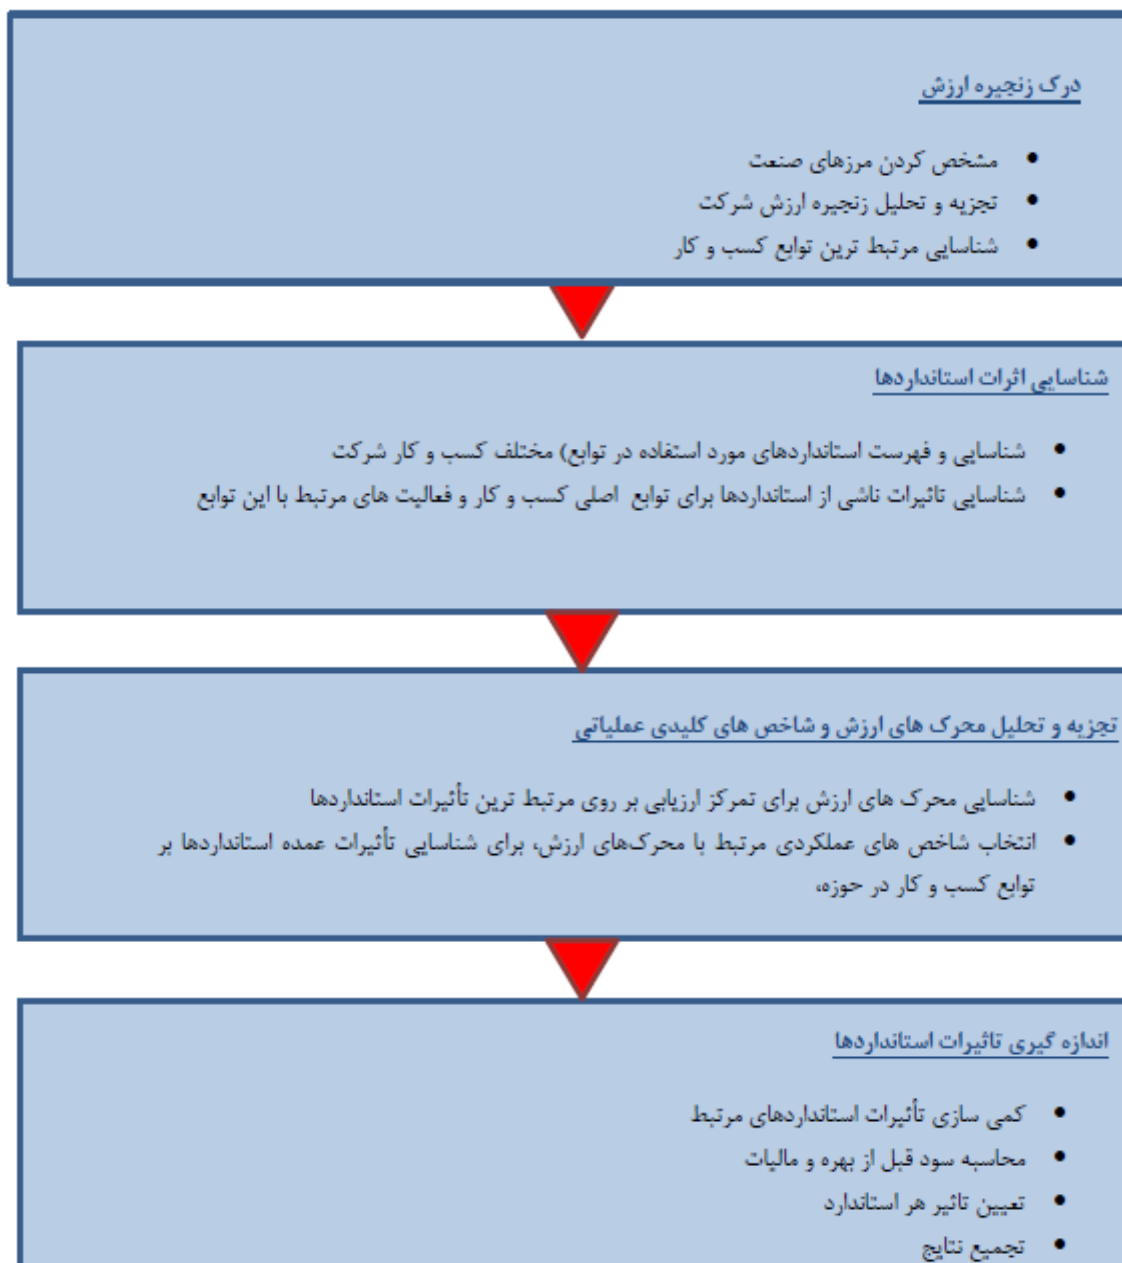 درک زنجیره ارزش
• مشخص کردن مرزهای صنعت
• تجزیه و تحلیل زنجیره ارزش شرکت
• شناسایی مرتبط ترین توابع کسب و کار
شناسایی اثرات استانداردها
• شناسایی و فهرست استانداردهای مورد استفاده در توابع) مختلف کسب و کار شرکت
• شناسایی تاثیرات ناشی از استانداردها برای توابع اصلی کسب و کار و فعالیت های مرتبط با این توابع
تجزیه و تحلیل محرک های ارزش و شاخص های کلیدی عملیاتی
• شناسایی محرک های ارزش برای تمرکز ارزیابی بر روی مرتبط ترین تأثیرات استانداردها
• انتخاب شاخص های عملکردی مرتبط با محرک‌های ارزش، برای شناسایی تأثیرات عمده استانداردها بر
توابع کسب و کار در حوزه،
اندازه گیری تاثیرات استانداردها
• کمی سازی تأثیرات استانداردهای مرتبط
• محاسبه سود قبل از بهره و مالیات
• تعیین تاثیر هر استاندارد
• تجمیع نتایج